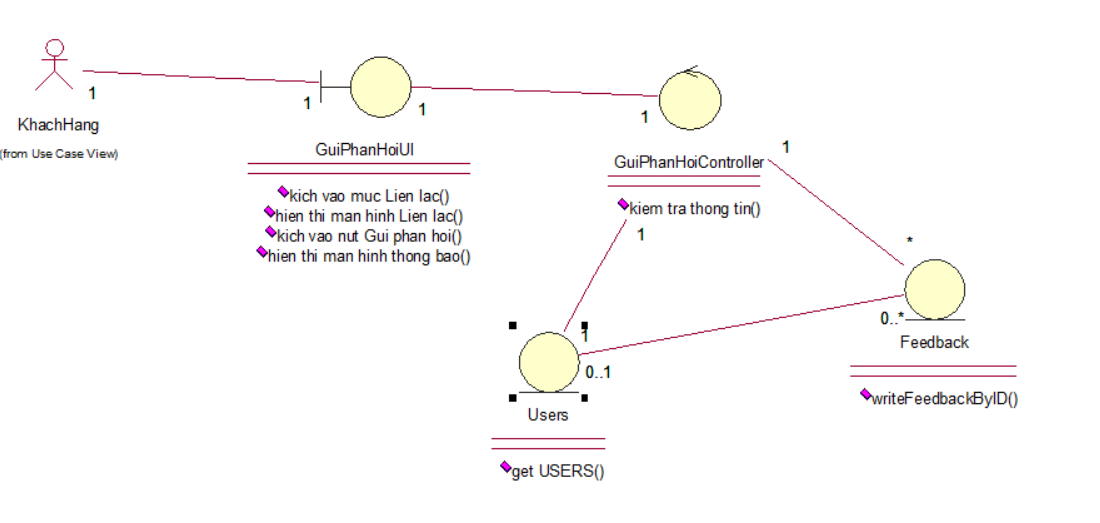 1
1
1
1
KhachHang
(from Use Case View)
GuiPhanHoiUI
kich vao muc Lien lac()
hien thi man hinh Lien lac()
kich vao nut Gui phan hoi()
hien thi man hinh thong bao()
GuiPhanHoiController
kiem tra thong tin()
1
1
*
1
0..1
0..*
Users
get USERS()
Feedback
writeFeedbackByID()